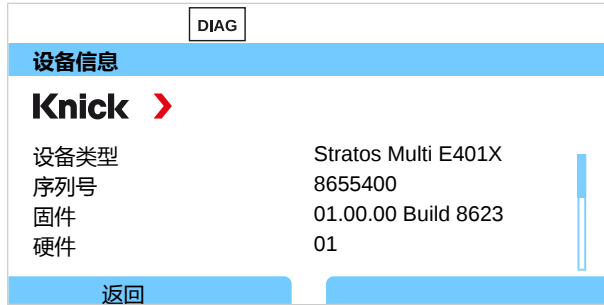 DIAG
设备信息
Knick
设备类型 Stratos Multi E401X
序列号 8655400
固件 01.00.00 Build 8623
硬件 01
返回